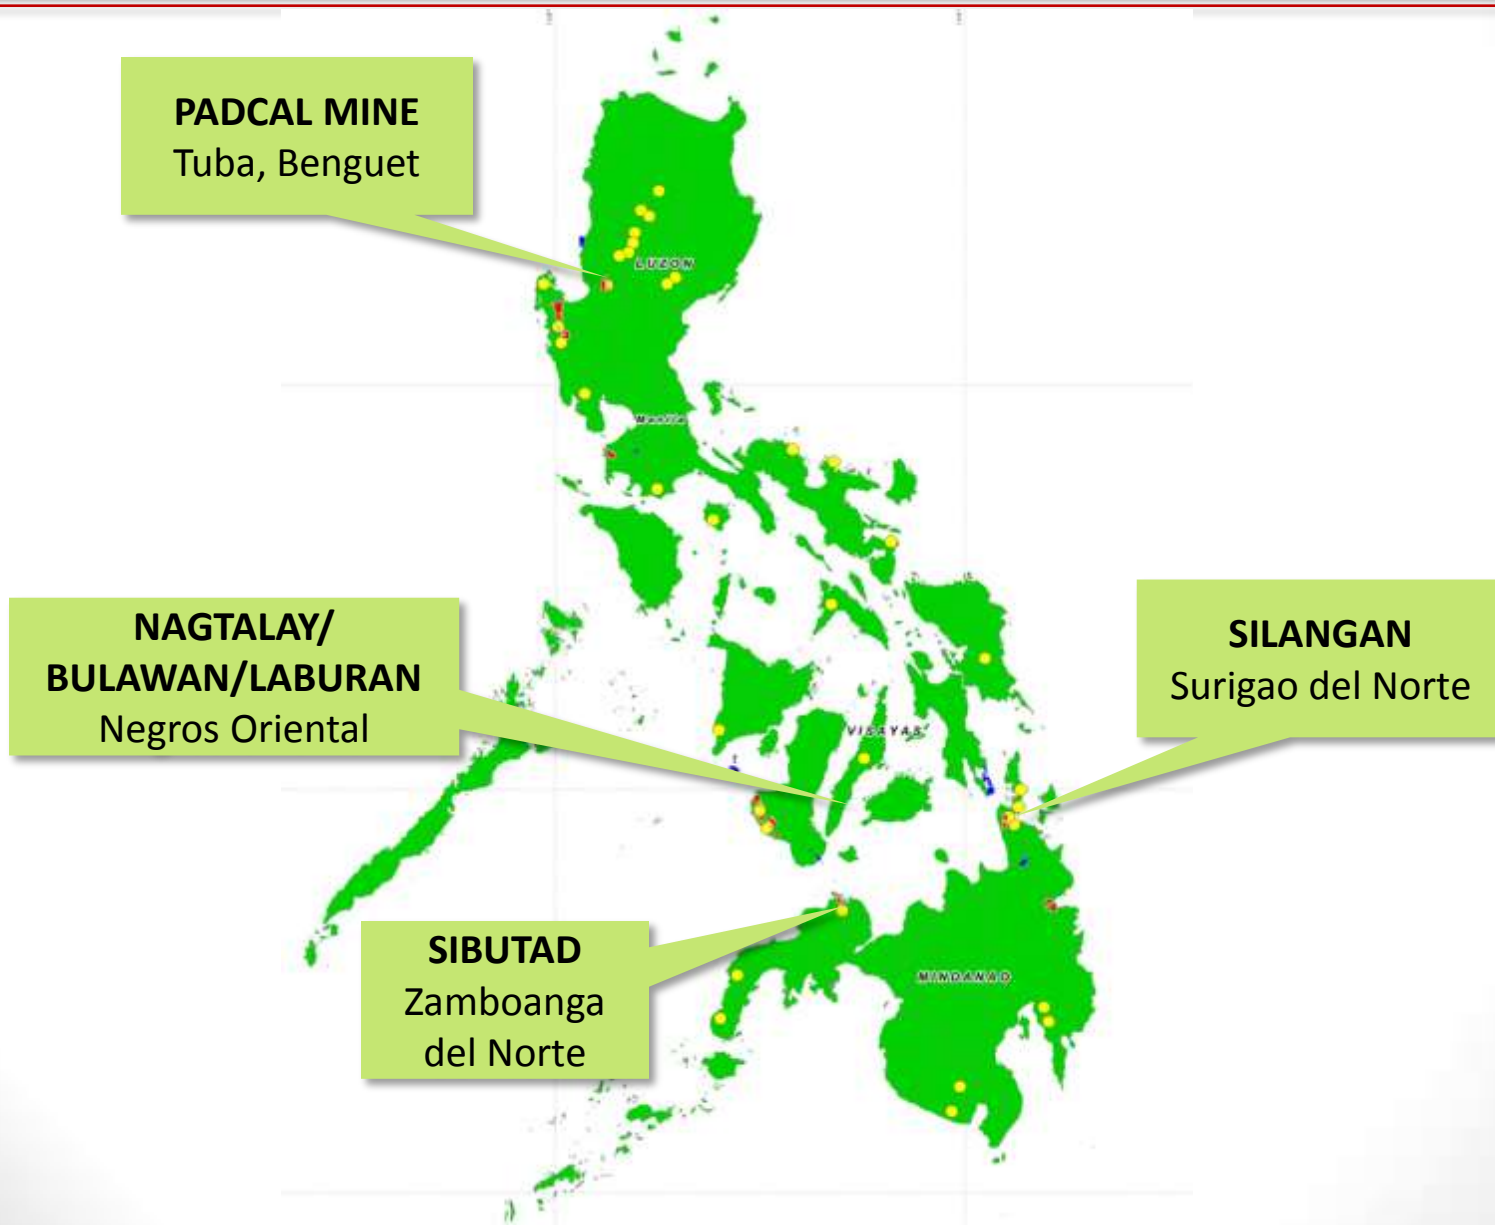 PADCAL MINE
Tuba, Benguet
LUZON
Manila
NAGTALAY/
BULAWAN/LABURAN
Negros Oriental
SILANGAN
Surigao del Norte
VISAYAS
SIBUTAD
Zamboanga
del Norte
MINDANAO